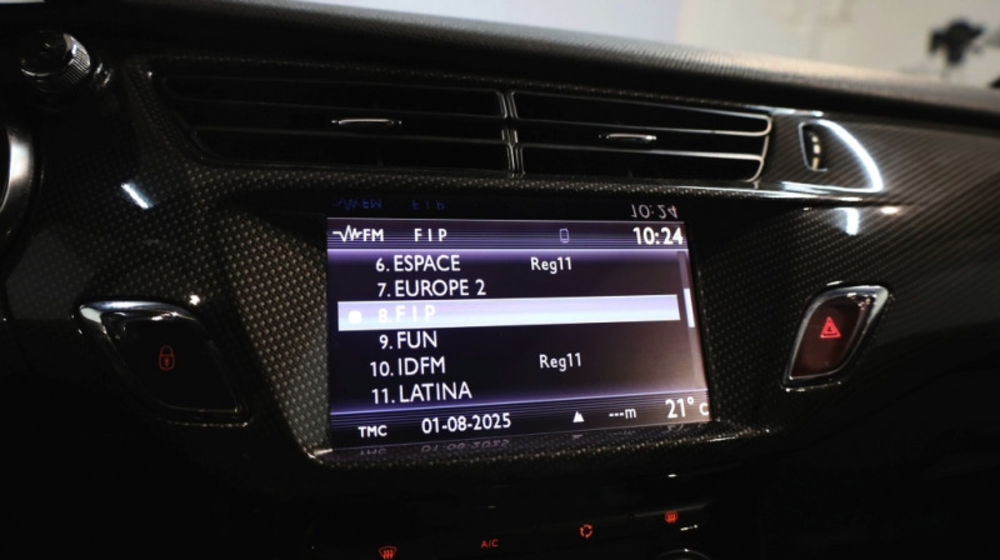 FM FIP 10:24
6. ESPACE Reg11
7. EUROPE 2
8. FIP
9. FUN
10. IDFM Reg11
11. LATINA
TMC 01-08-2025 ---m 21° C
A/C